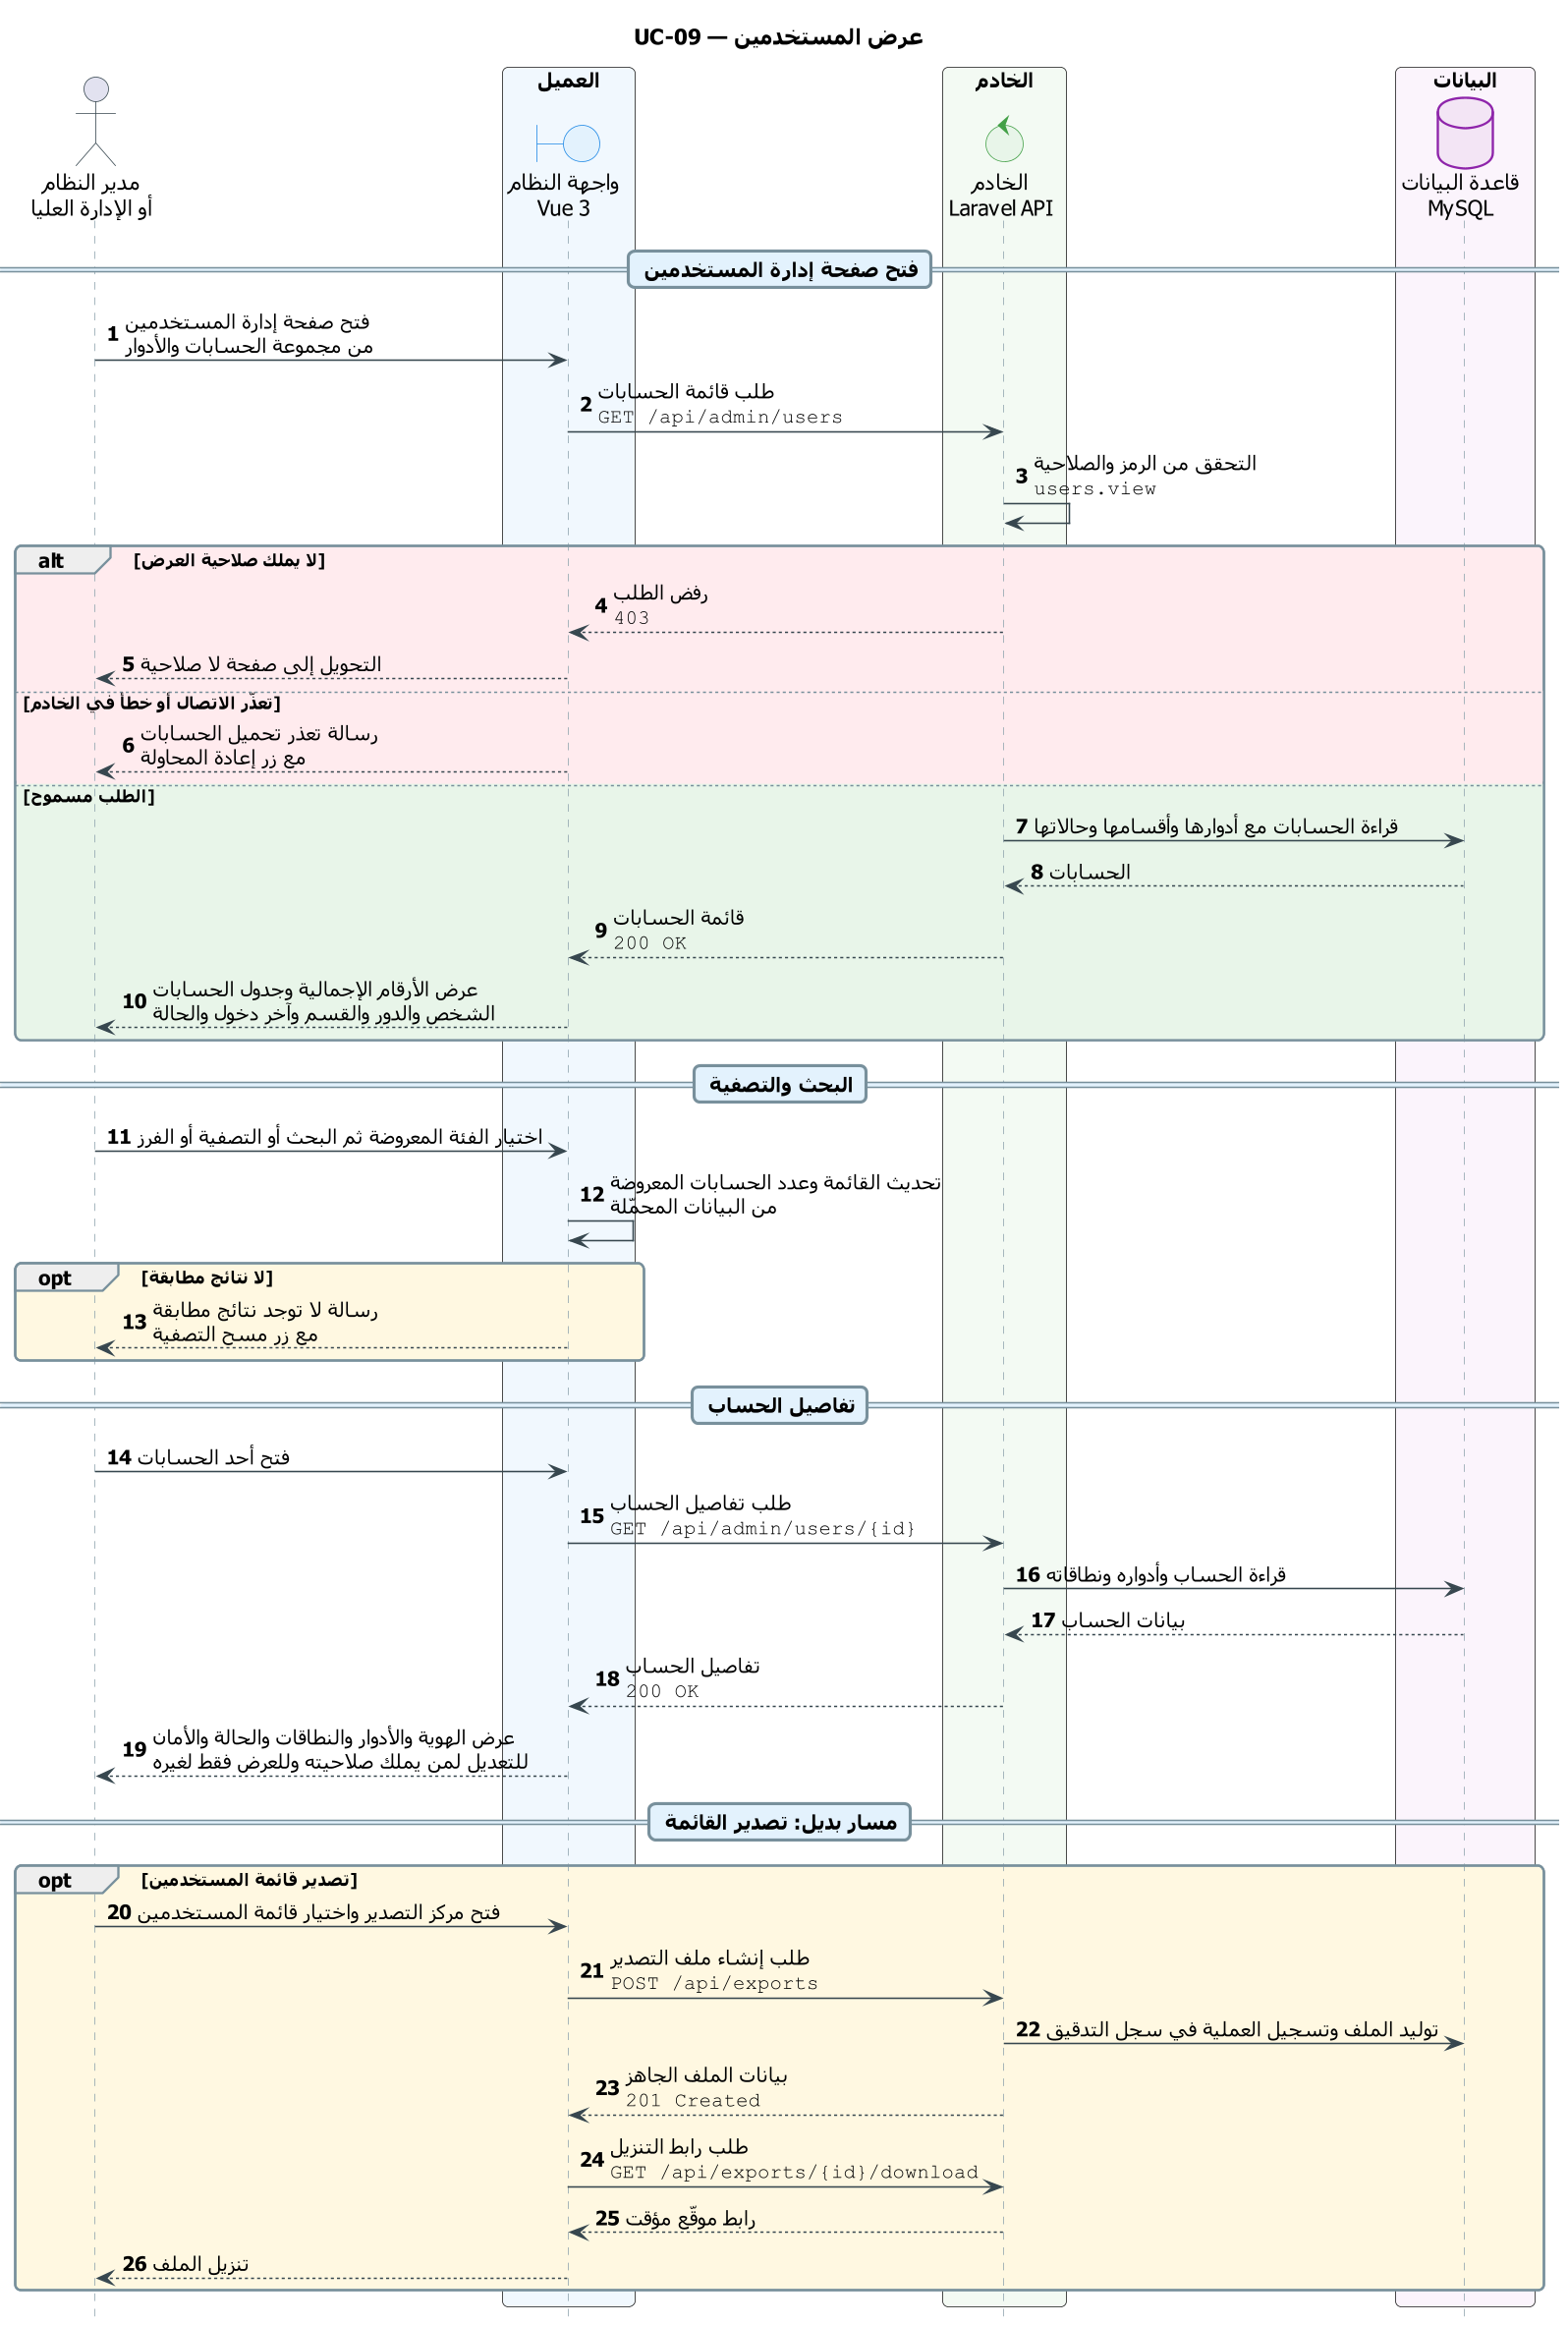 UC-09 — عرض المستخدمين
العميل
الخادم
البيانات
مدير النظام
أو الإدارة العليا
واجهة النظام
Vue 3
الخادم
Laravel API
قاعدة البيانات
MySQL
فتح صفحة إدارة المستخدمين
1 فتح صفحة إدارة المستخدمين
من مجموعة الحسابات والأدوار
2 طلب قائمة الحسابات
GET /api/admin/users
3 التحقق من الرمز والصلاحية
users.view
alt [لا يملك صلاحية العرض]
4 رفض الطلب
403
5 التحويل إلى صفحة لا صلاحية
[تعذّر الاتصال أو خطأ في الخادم]
6 رسالة تعذر تحميل الحسابات
مع زر إعادة المحاولة
[الطلب مسموح]
7 قراءة الحسابات مع أدوارها وأقسامها وحالاتها
8 الحسابات
9 قائمة الحسابات
200 OK
10 عرض الأرقام الإجمالية وجدول الحسابات
الشخص والدور والقسم وآخر دخول والحالة
البحث والتصفية
11 اختيار الفئة المعروضة ثم البحث أو التصفية أو الفرز
12 تحديث القائمة وعدد الحسابات المعروضة
من البيانات المحمّلة
opt [لا نتائج مطابقة]
13 رسالة لا توجد نتائج مطابقة
مع زر مسح التصفية
تفاصيل الحساب
14 فتح أحد الحسابات
15 طلب تفاصيل الحساب
GET /api/admin/users/{id}
16 قراءة الحساب وأدواره ونطاقاته
17 بيانات الحساب
18 تفاصيل الحساب
200 OK
19 عرض الهوية والأدوار والنطاقات والحالة والأمان
للتعديل لمن يملك صلاحيته وللعرض فقط لغيره
مسار بديل: تصدير القائمة
opt [تصدير قائمة المستخدمين]
20 فتح مركز التصدير واختيار قائمة المستخدمين
21 طلب إنشاء ملف التصدير
POST /api/exports
22 توليد الملف وتسجيل العملية في سجل التدقيق
23 بيانات الملف الجاهز
201 Created
24 طلب رابط التنزيل
GET /api/exports/{id}/download
25 رابط موقّع مؤقت
26 تنزيل الملف